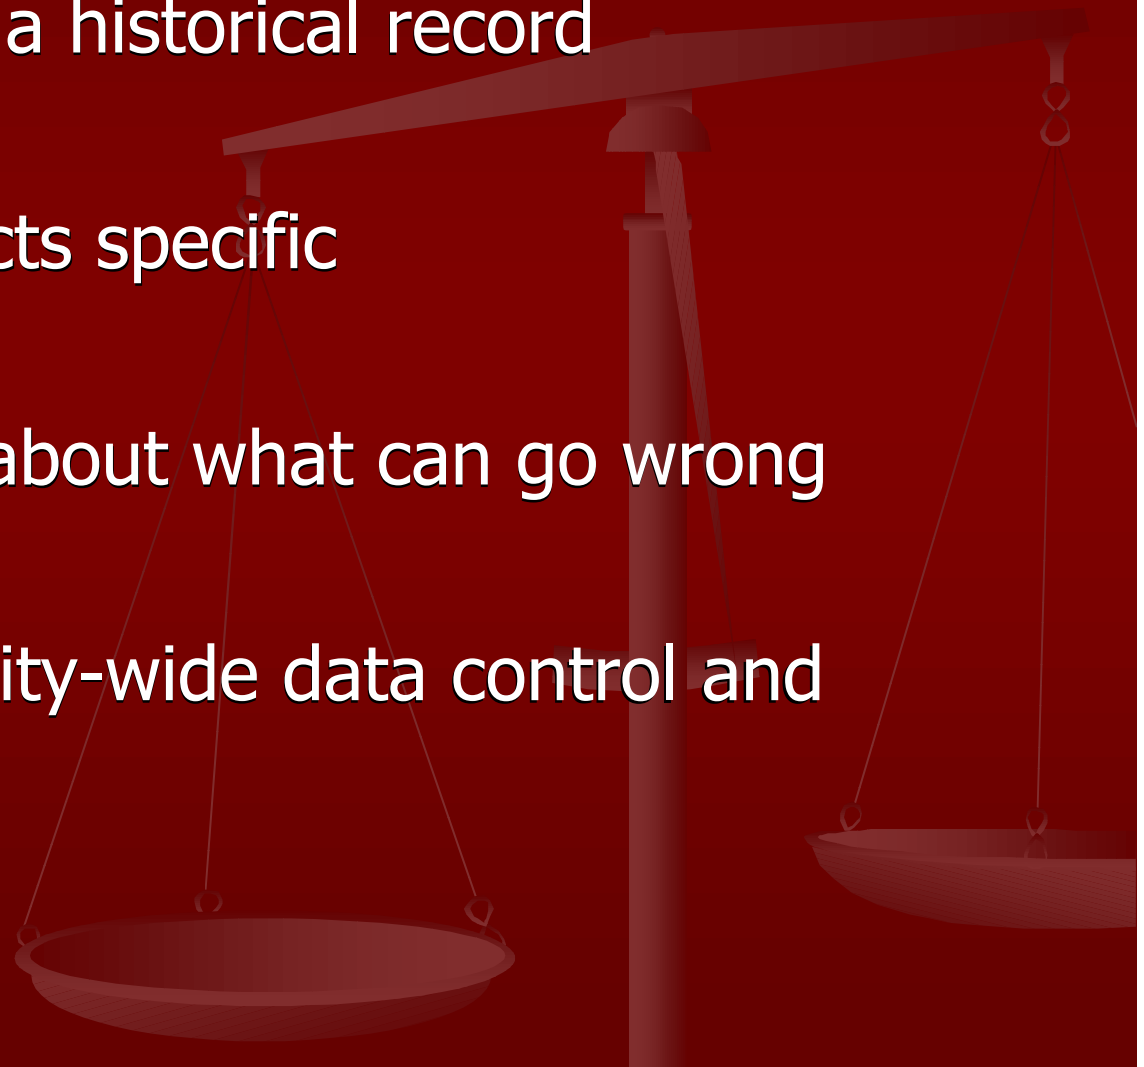 a historical record
cts specific
about what can go wrong
ity-wide data control and